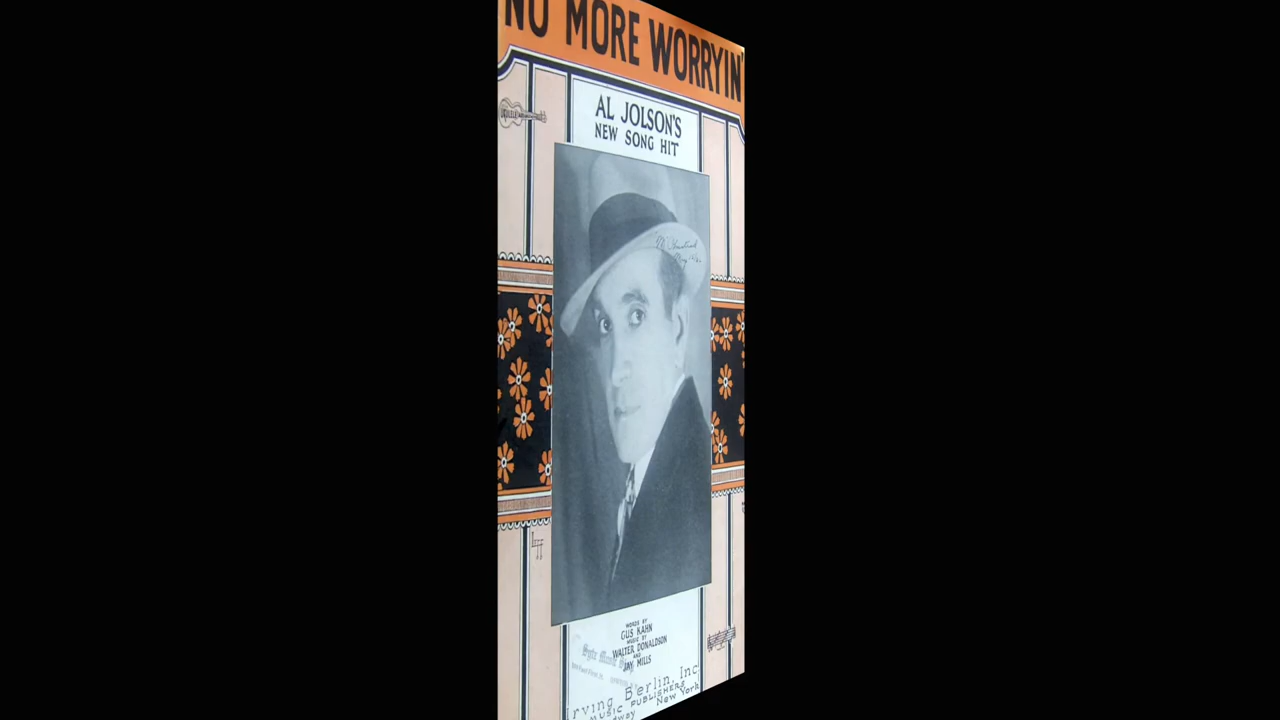 NO MORE WORRYIN'
AL JOLSON'S
NEW SONG HIT
UKULELE
WORDS BY
GUS KAHN
MUSIC BY
WALTER DONALDSON
AND
JAY MILLS
Irving Berlin, Inc
MUSIC PUBLISHERS
New York